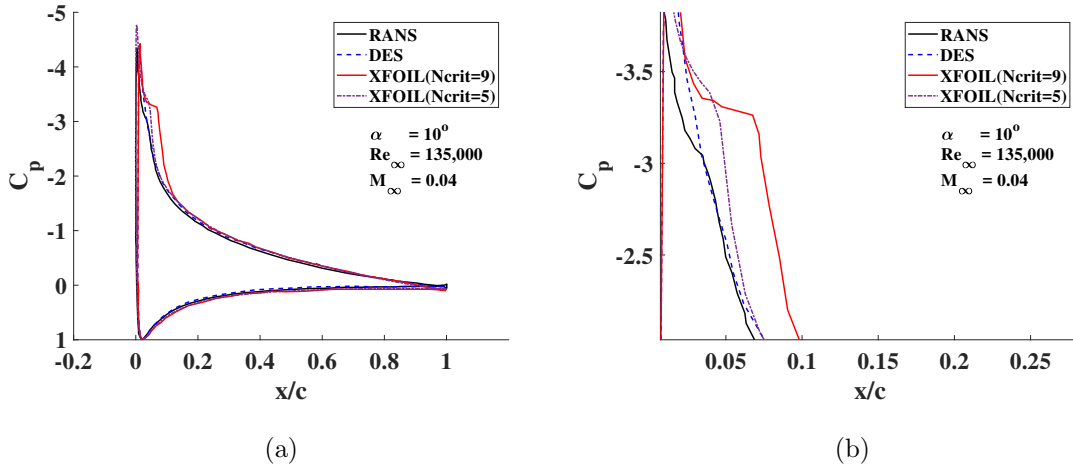 -5
-4
-3
-2
-1
0
1
C_p
-0.2
0
0.2
0.4
0.6
0.8
1
x/c
RANS
DES
XFOIL(Ncrit=9)
XFOIL(Ncrit=5)
α = 10°
Re∞ = 135,000
M∞ = 0.04
(a)
-3.5
-3
-2.5
C_p
0.05
0.1
0.15
0.2
0.25
x/c
RANS
DES
XFOIL(Ncrit=9)
XFOIL(Ncrit=5)
α = 10°
Re∞ = 135,000
M∞ = 0.04
(b)